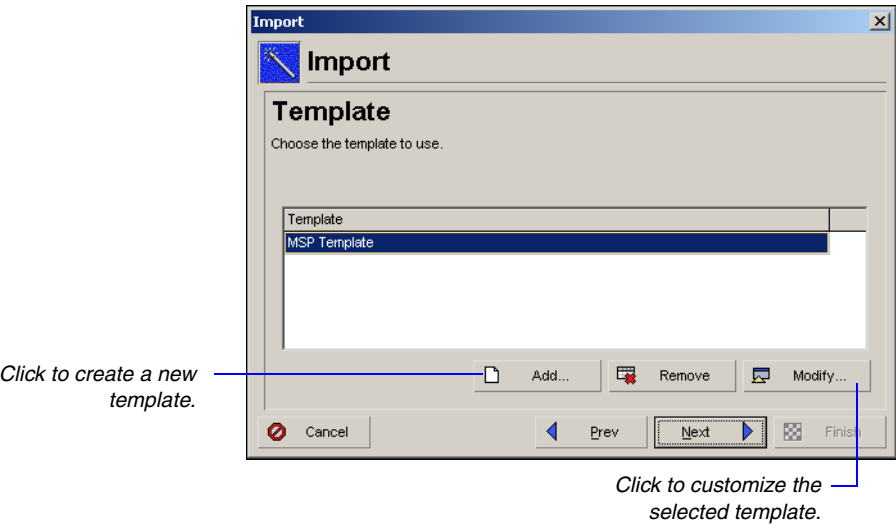 Import
Import
Template
Choose the template to use.
Template
MSP Template
Click to create a new
template.
Add...
Remove
Modify...
Cancel
Prev
Next
Finish
Click to customize the
selected template.